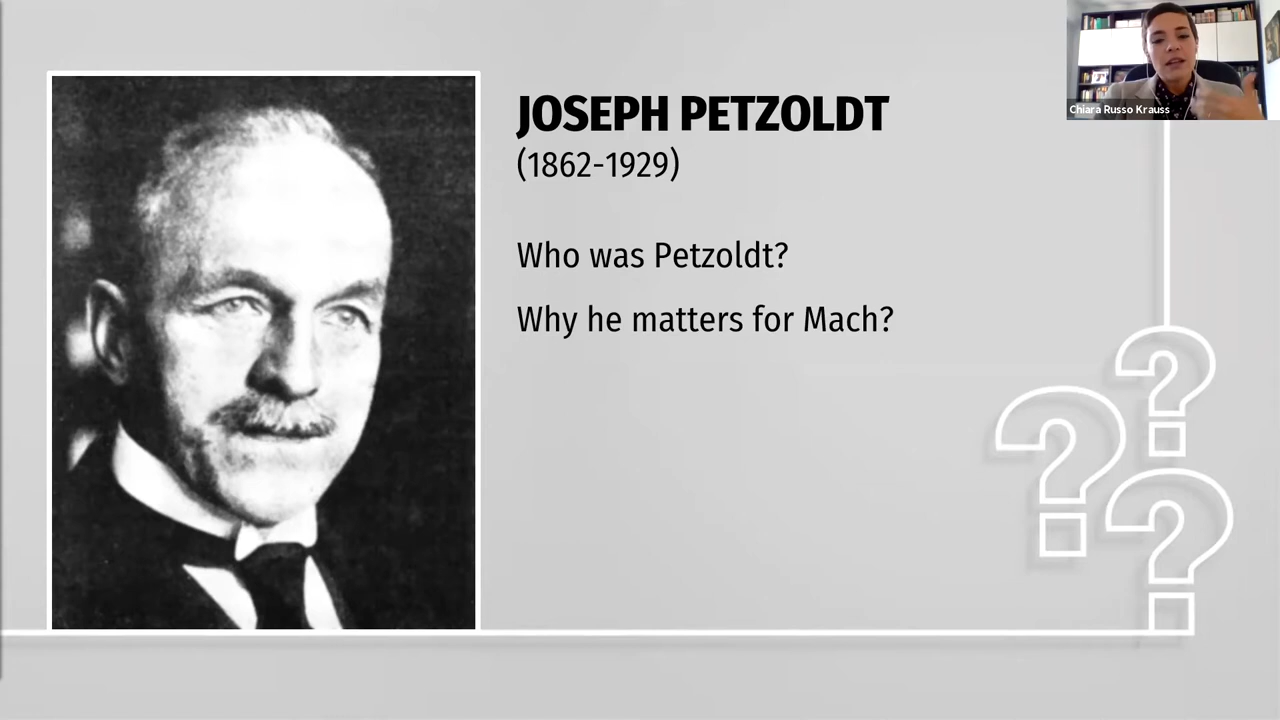 JOSEPH PETZOLDT
(1862-1929)
Who was Petzoldt?
Why he matters for Mach?
Chiara Russo Krauss
?
?
?